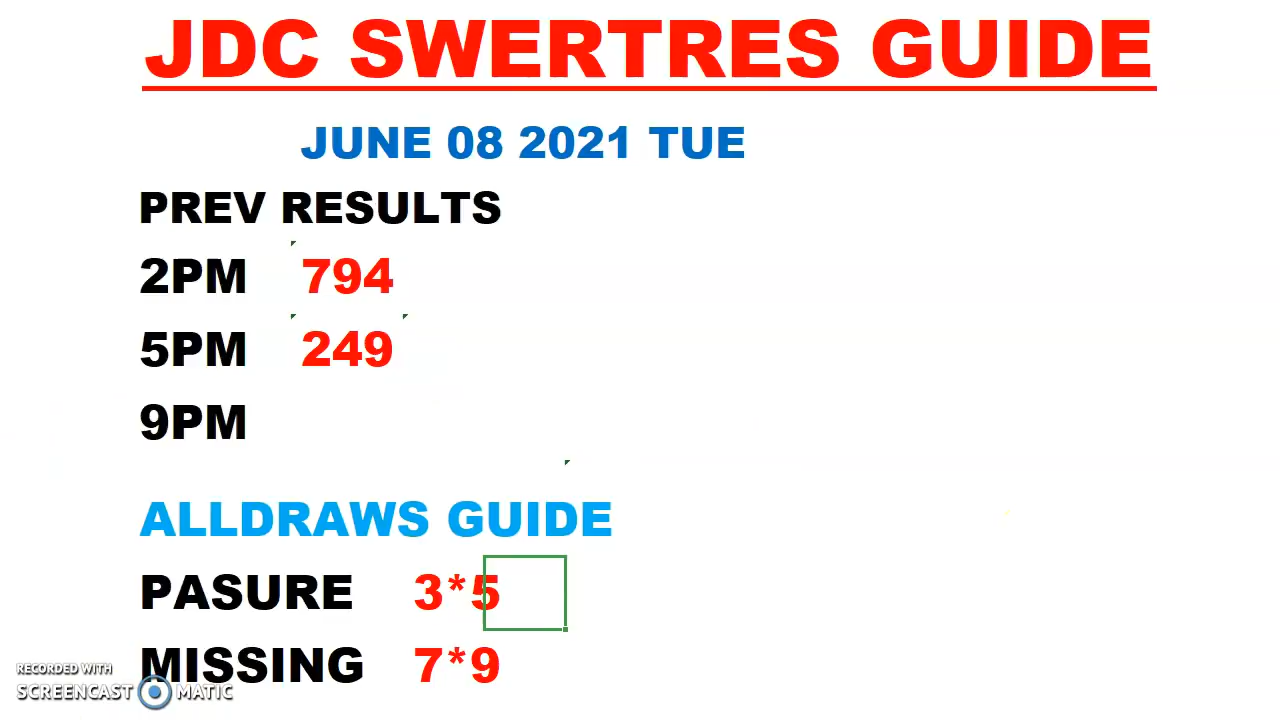 JDC SWERTRES GUIDE
JUNE 08 2021 TUE
PREV RESULTS
2PM 794
5PM 249
9PM
ALLDRAWS GUIDE
PASURE 3*5
MISSING 7*9
RECORDED WITH
SCREENCAST MATIC